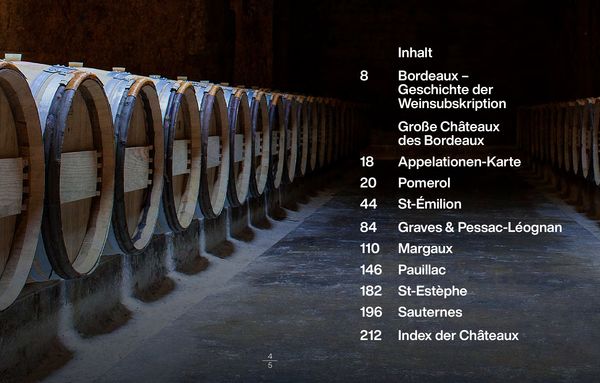 Inhalt
8 Bordeaux –
Geschichte der
Weinsubskription
Große Châteaux
des Bordeaux
18 Appelationen-Karte
20 Pomerol
44 St-Émilion
84 Graves & Pessac-Léognan
110 Margaux
146 Pauillac
182 St-Estèphe
196 Sauternes
212 Index der Châteaux
4
5